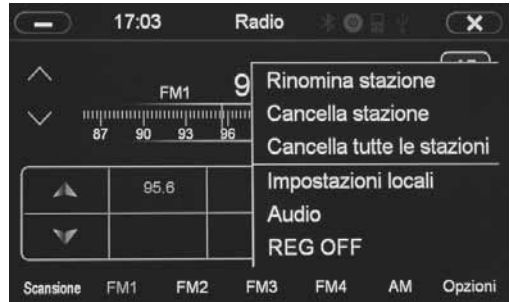 17:03 Radio
FM1 9
87 90 93 96
95.6
Rinomina stazione
Cancella stazione
Cancella tutte le stazioni
Impostazioni locali
Audio
REG OFF
Scansione FM1 FM2 FM3 FM4 AM Opzioni